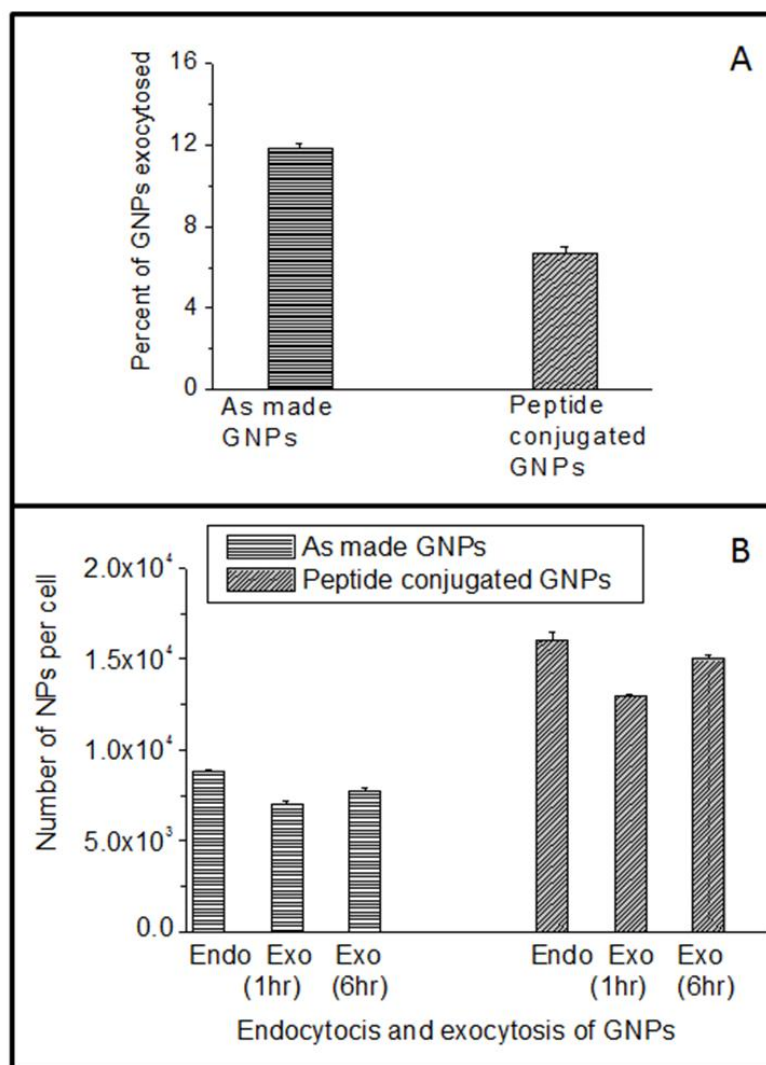 A
Percent of GNPs exocytosed
16
12
8
4
0
As made
GNPs
Peptide
conjugated
GNPs
B
As made GNPs
Peptide conjugated GNPs
Number of NPs per cell
2.0x10⁴
1.5x10⁴
1.0x10⁴
5.0x10³
0.0
Endo Exo Exo Endo Exo Exo
(1hr) (6hr) (1hr) (6hr)
Endocytocis and exocytosis of GNPs